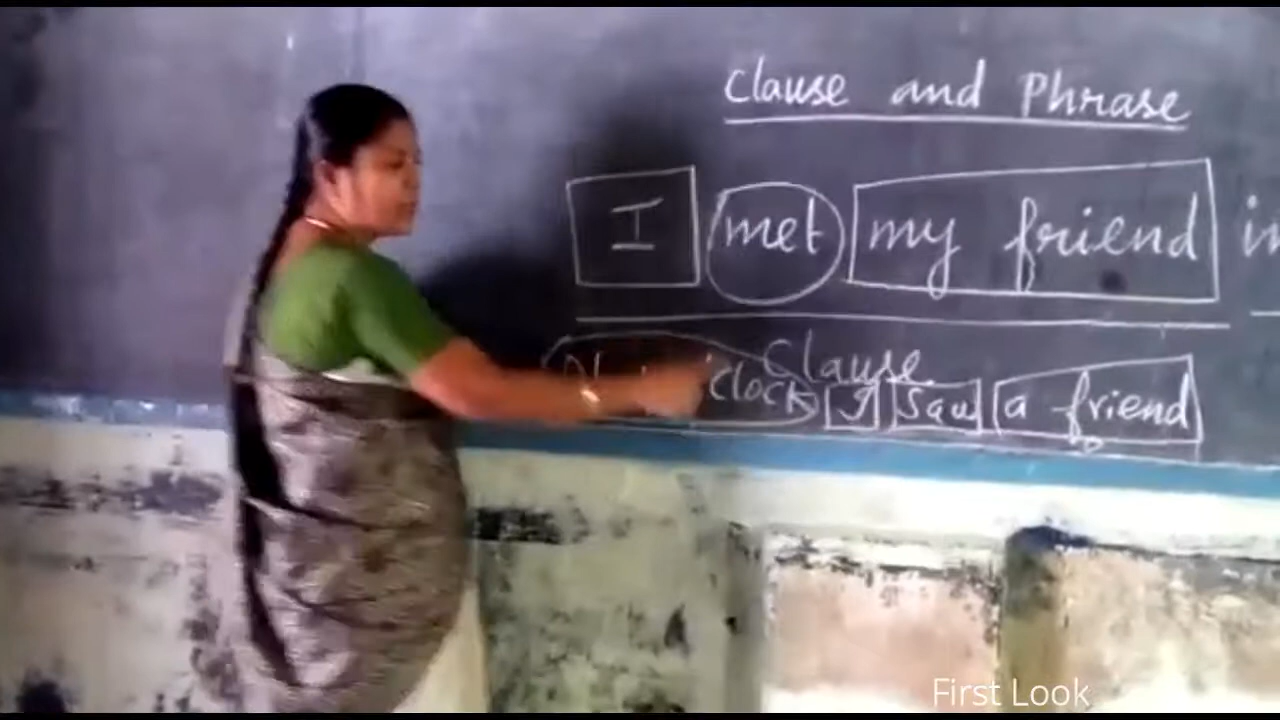 Clause and Phrase
I met my friend
Clause
clock I Saw a friend
First Look